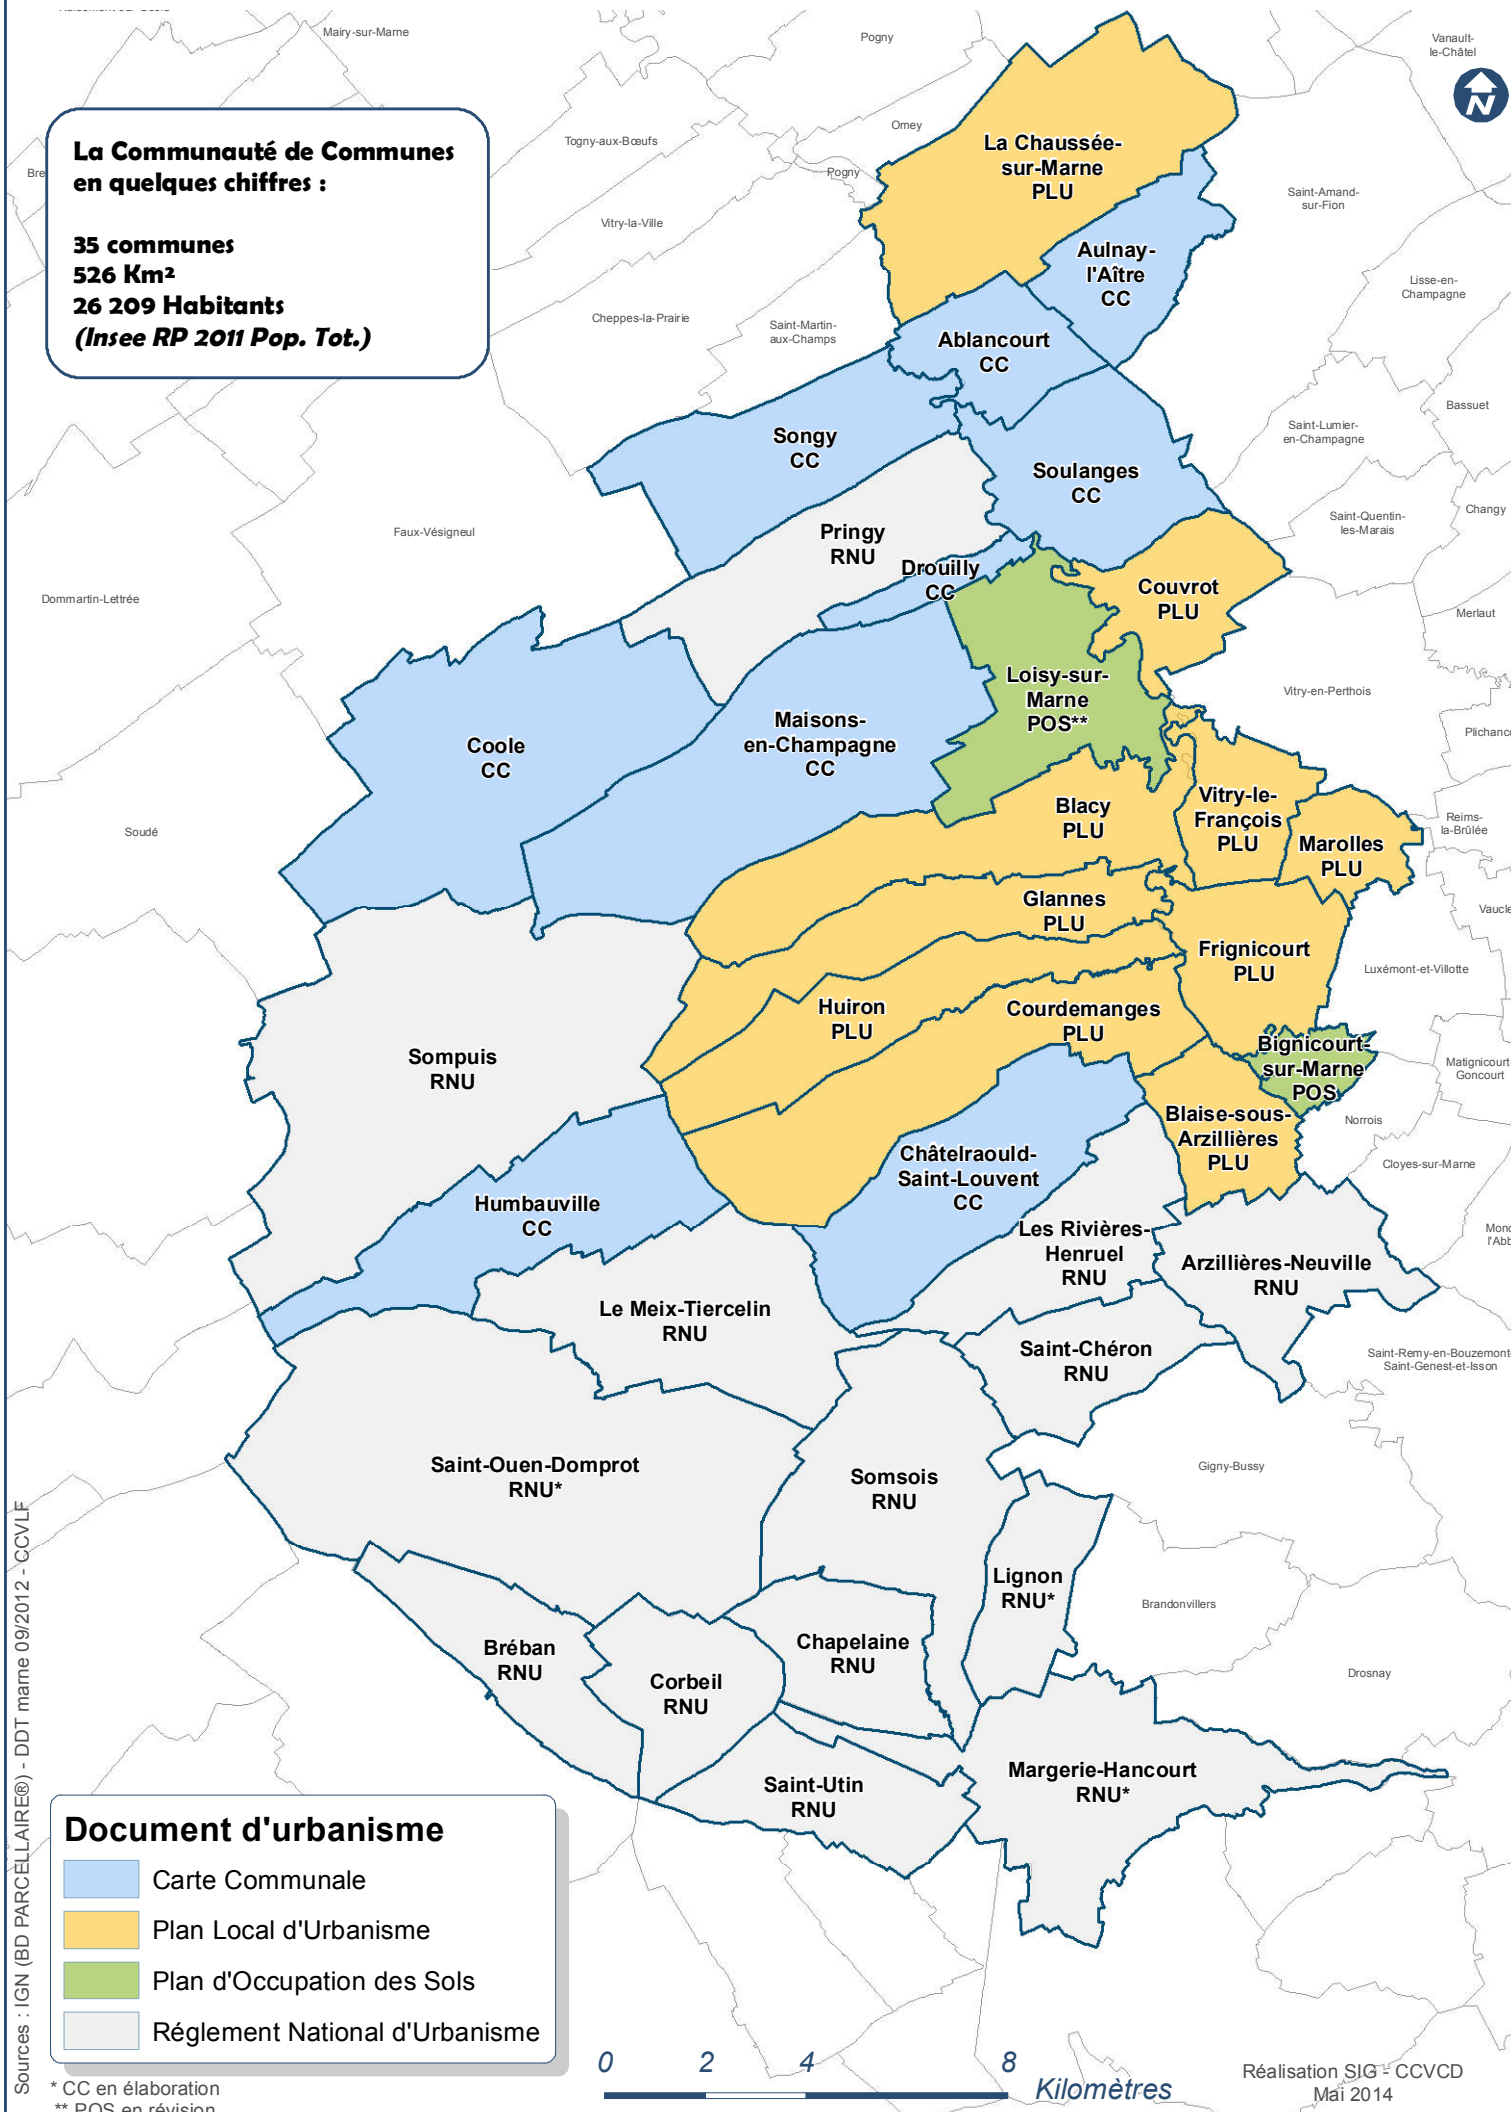 Mairy-sur-Marne
Pogny
Vanault-
le-Châtel
N
La Communauté de Communes
en quelques chiffres :
35 communes
526 Km²
26 209 Habitants
(Insee RP 2011 Pop. Tot.)
Bre
Togny-aux-Bœufs
Omey
Pogny
Vitry-la-Ville
La Chaussée-
sur-Marne
PLU
Saint-Amand-
sur-Fion
Aulnay-
l'Aître
CC
Lisse-en-
Champagne
Cheppes-la-Prairie
Saint-Martin-
aux-Champs
Ablancourt
CC
Bassuet
Saint-Lumier-
en-Champagne
Songy
CC
Soulanges
CC
Changy
Saint-Quentin-
les-Marais
Faux-Vésigneul
Pringy
RNU
Drouilly
CC
Couvrot
PLU
Dommartin-Lettrée
Merlaut
Loisy-sur-
Marne
POS**
Vitry-en-Perthois
Plichanco
Coole
CC
Maisons-
en-Champagne
CC
Soudé
Blacy
PLU
Vitry-le-
François
PLU
Marolles
PLU
Reims-
la-Brûlée
Glannes
PLU
Vaucle
Frignicourt
PLU
Luxémont-et-Villotte
Huiron
PLU
Courdemanges
PLU
Sompuis
RNU
Bignicourt-
sur-Marne
POS
Matignicourt
Goncourt
Norrois
Blaise-sous-
Arzillières
PLU
Cloyes-sur-Marne
Châtelraould-
Saint-Louvent
CC
Humbauville
CC
Les Rivières-
Henruel
RNU
Arzillières-Neuville
RNU
Monc
l'Abb
Le Meix-Tiercelin
RNU
Saint-Chéron
RNU
Saint-Remy-en-Bouzemont-
Saint-Genest-et-Isson
Saint-Ouen-Domprot
RNU*
Somsois
RNU
Gigny-Bussy
Lignon
RNU*
Brandonvillers
Bréban
RNU
Corbeil
RNU
Chapelaine
RNU
Drosnay
Saint-Utin
RNU
Margerie-Hancourt
RNU*
Document d'urbanisme
Carte Communale
Plan Local d'Urbanisme
Plan d'Occupation des Sols
Réglement National d'Urbanisme
* CC en élaboration
** POS en révision
0 2 4 8
Kilomètres
Réalisation SIG - CCVCD
Mai 2014
Sources : IGN (BD PARCELLAIRE®) - DDT marne 09/2012 - CCVLF